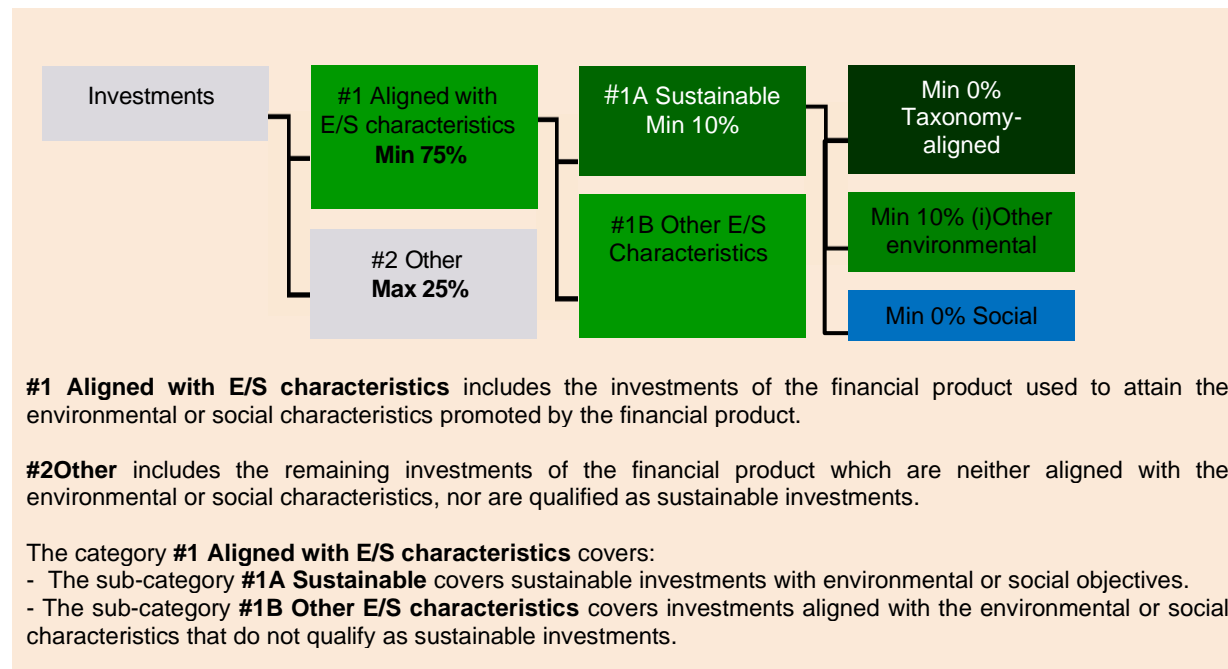 Investments
#1 Aligned with
E/S characteristics
Min 75%
#2 Other
Max 25%
#1A Sustainable
Min 10%
#1B Other E/S
Characteristics
Min 0%
Taxonomy-
aligned
Min 10% (i)Other
environmental
Min 0% Social
#1 Aligned with E/S characteristics includes the investments of the financial product used to attain the
environmental or social characteristics promoted by the financial product.
#2Other includes the remaining investments of the financial product which are neither aligned with the
environmental or social characteristics, nor are qualified as sustainable investments.
The category #1 Aligned with E/S characteristics covers:
- The sub-category #1A Sustainable covers sustainable investments with environmental or social objectives.
- The sub-category #1B Other E/S characteristics covers investments aligned with the environmental or social
characteristics that do not qualify as sustainable investments.